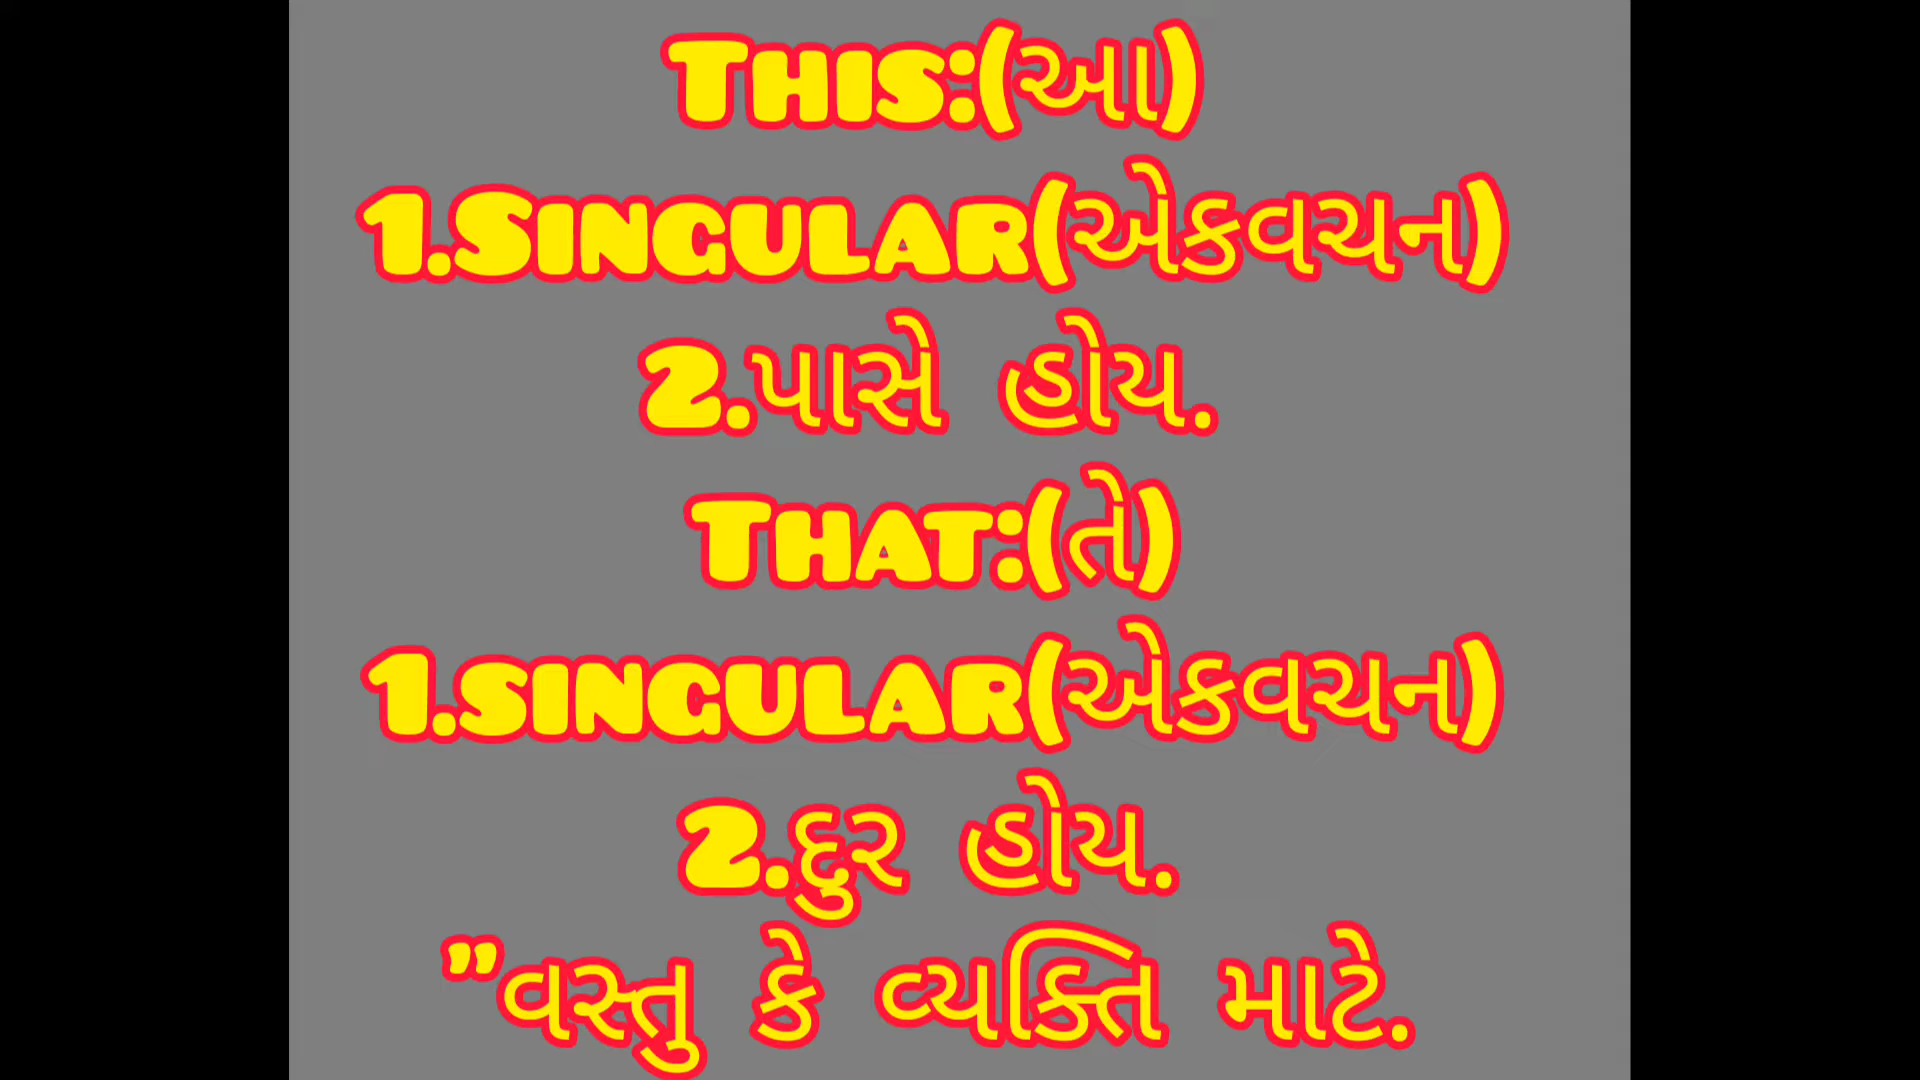 This:(આ)
1.Singular(એકવચન)
2.પાસે હોય.
That:(તે)
1.singular(એકવચન)
2.દુર હોય.
"વસ્તુ કે વ્યક્તિ માટે.